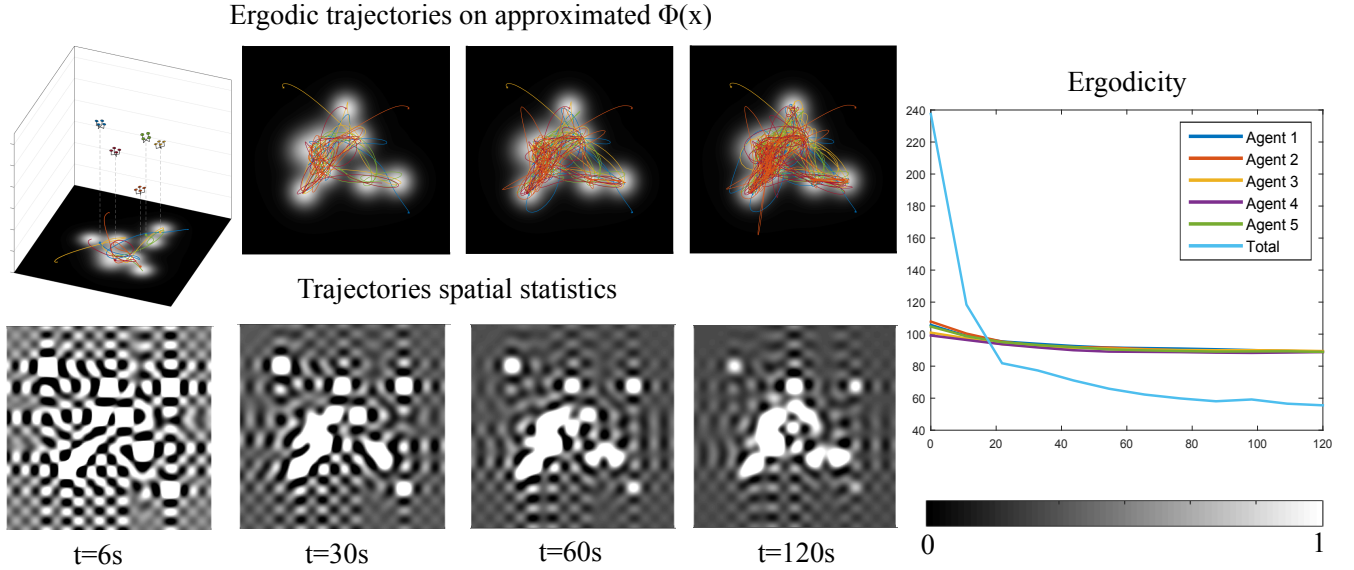 Ergodic trajectories on approximated Φ(x)
Trajectories spatial statistics
t=6s
t=30s
t=60s
t=120s
Ergodicity
240
220
200
180
160
140
120
100
80
60
40
0
20
40
60
80
100
120
Agent 1
Agent 2
Agent 3
Agent 4
Agent 5
Total
0
1